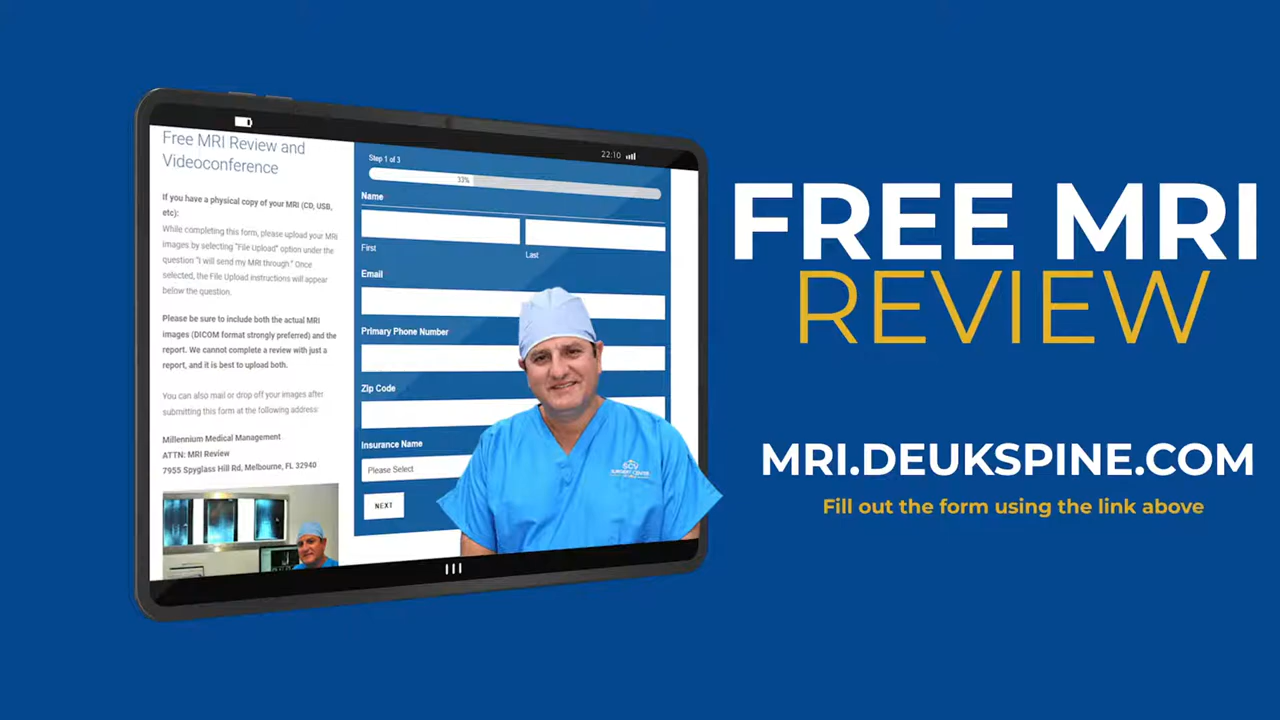 Free MRI Review and
Videoconference
If you have a physical copy of your MRI (CD, USB,
etc):
While completing this form, please upload your MRI
images by selecting "File Upload" option under the
question "I will send my MRI through." Once
selected, the File Upload instructions will appear
below the question.
Please be sure to include both the actual MRI
images (DICOM format strongly preferred) and the
report. We cannot complete a review with just a
report, and it is best to upload both.
You can also mail or drop off your images after
submitting this form at the following address:
Millennium Medical Management
ATTN: MRI Review
7955 Spyglass Hill Rd, Melbourne, FL 32940
22:10
Step 1 of 3
33%
Name
First
Last
Email
Primary Phone Number
Zip Code
Insurance Name
Please Select
NEXT
SURGERY CENTER
FREE MRI
REVIEW
MRI.DEUKSPINE.COM
Fill out the form using the link above